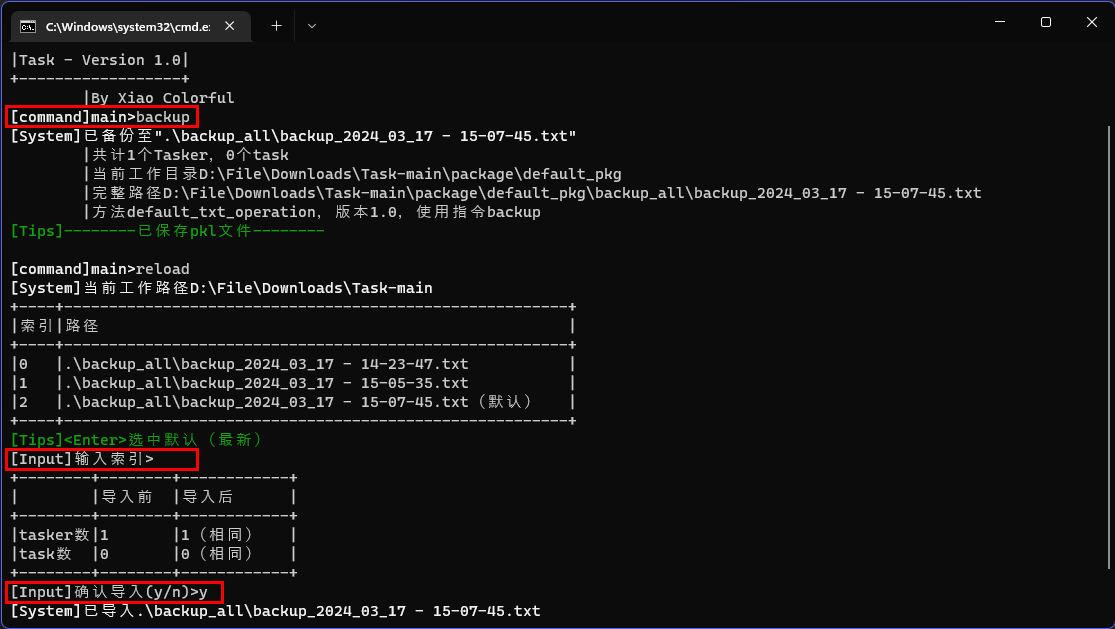 C:\Windows\system32\cmd.e:
|Task - Version 1.0|
+------------------+
|By Xiao Colorful
[command]main>backup
[System]已备份至".\backup_all\backup_2024_03_17 - 15-07-45.txt"
|共计1个Tasker, 0个task
|当前工作目录D:\File\Downloads\Task-main\package\default_pkg
|完整路径D:\File\Downloads\Task-main\package\default_pkg\backup_all\backup_2024_03_17 - 15-07-45.txt
|方法default_txt_operation, 版本1.0, 使用指令backup
[Tips]--------已保存pkl文件--------
[command]main>reload
[System]当前工作路径D:\File\Downloads\Task-main
+----+--------------------------------------------------------+
|索引|路径 |
+----+--------------------------------------------------------+
|0 |.\backup_all\backup_2024_03_17 - 14-23-47.txt |
|1 |.\backup_all\backup_2024_03_17 - 15-05-35.txt |
|2 |.\backup_all\backup_2024_03_17 - 15-07-45.txt（默认） |
+----+--------------------------------------------------------+
[Tips]<Enter>选中默认（最新）
[Input]输入索引>
+--------+--------+------------+
| |导入前 |导入后 |
+--------+--------+------------+
|tasker数|1 |1（相同） |
|task数 |0 |0（相同） |
+--------+--------+------------+
[Input]确认导入(y/n)>y
[System]已导入.\backup_all\backup_2024_03_17 - 15-07-45.txt